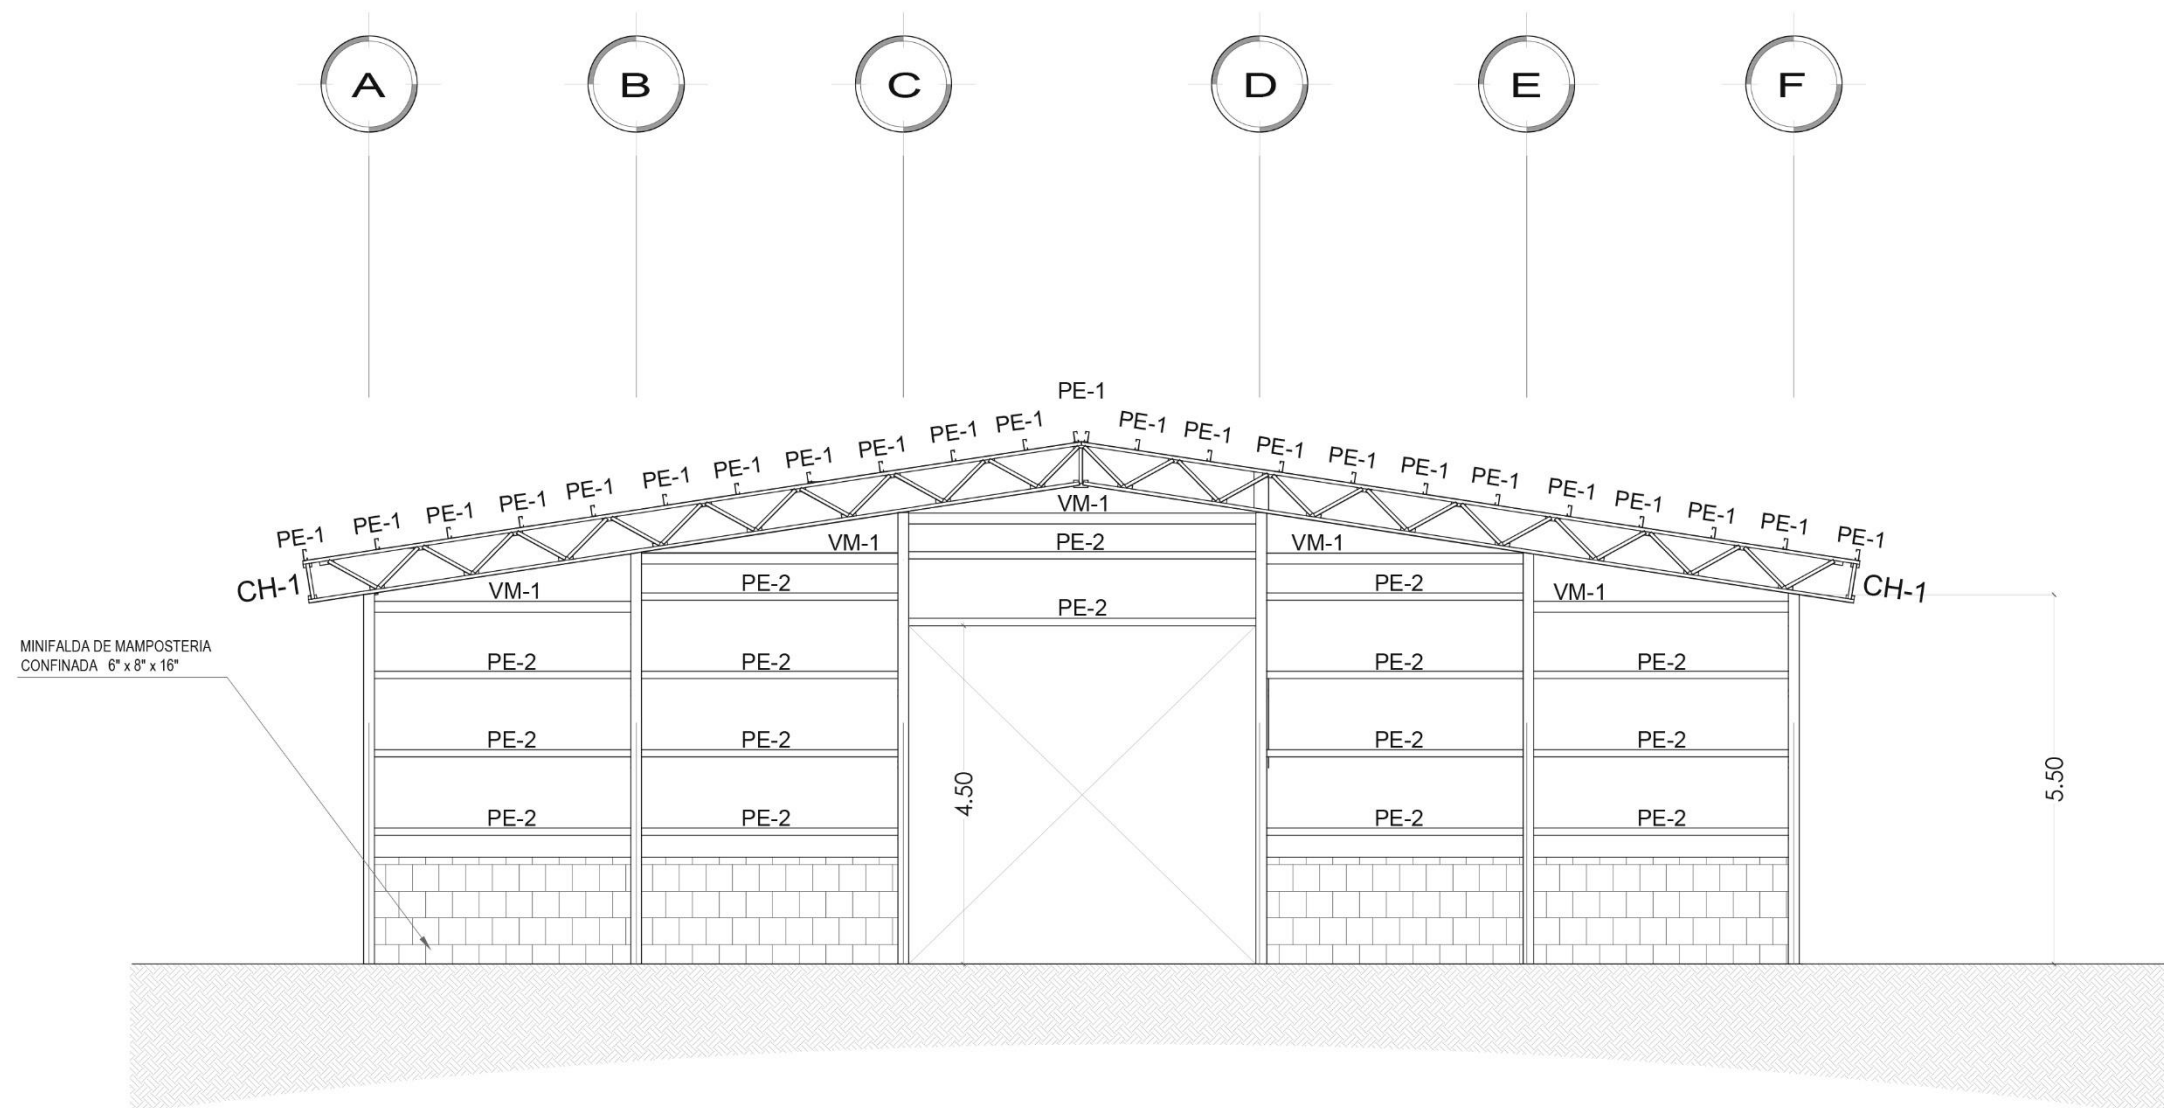 A B C D E F
PE-1
PE-1 PE-1 PE-1 PE-1 PE-1 PE-1 PE-1 PE-1 PE-1 PE-1 PE-1
PE-1 PE-1 PE-1 PE-1 PE-1 PE-1 PE-1 PE-1 PE-1 PE-1 PE-1
CH-1 CH-1
VM-1
VM-1 PE-2 VM-1
VM-1 PE-2 PE-2 PE-2 VM-1
MINIFALDA DE MAMPOSTERIA
CONFINADA 6" x 8" x 16"
PE-2 PE-2 PE-2 PE-2
PE-2 PE-2 PE-2 PE-2
4.50
5.50
PE-2 PE-2 PE-2 PE-2